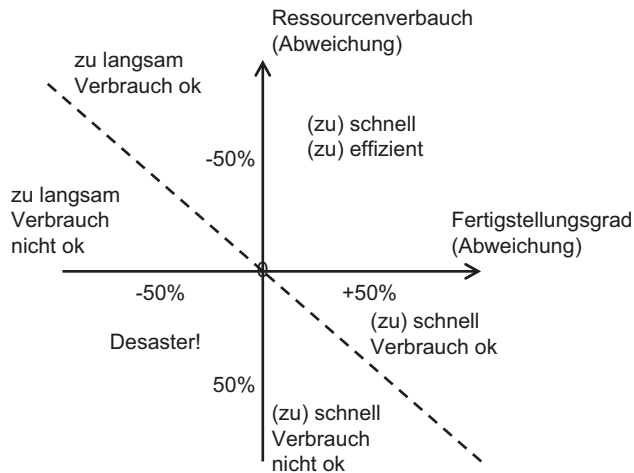 Ressourcenverbauch
(Abweichung)
zu langsam
Verbrauch ok
(zu) schnell
(zu) effizient
-50%
zu langsam
Verbrauch
nicht ok
Fertigstellungsgrad
(Abweichung)
0
-50%
+50%
(zu) schnell
Verbrauch ok
Desaster!
50%
(zu) schnell
Verbrauch
nicht ok